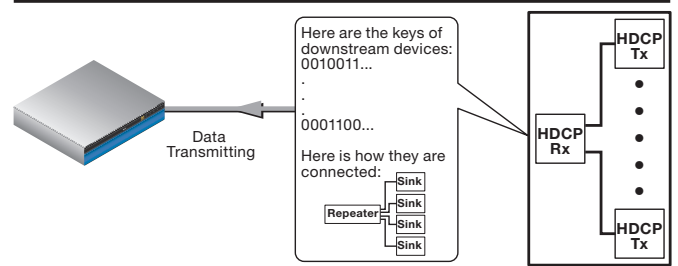 Data
Transmitting
Here are the keys of
downstream devices:
0010011...
.
.
.
0001100...
Here is how they are
connected:
Repeater
Sink
Sink
Sink
Sink
HDCP
Rx
HDCP
Tx
HDCP
Tx